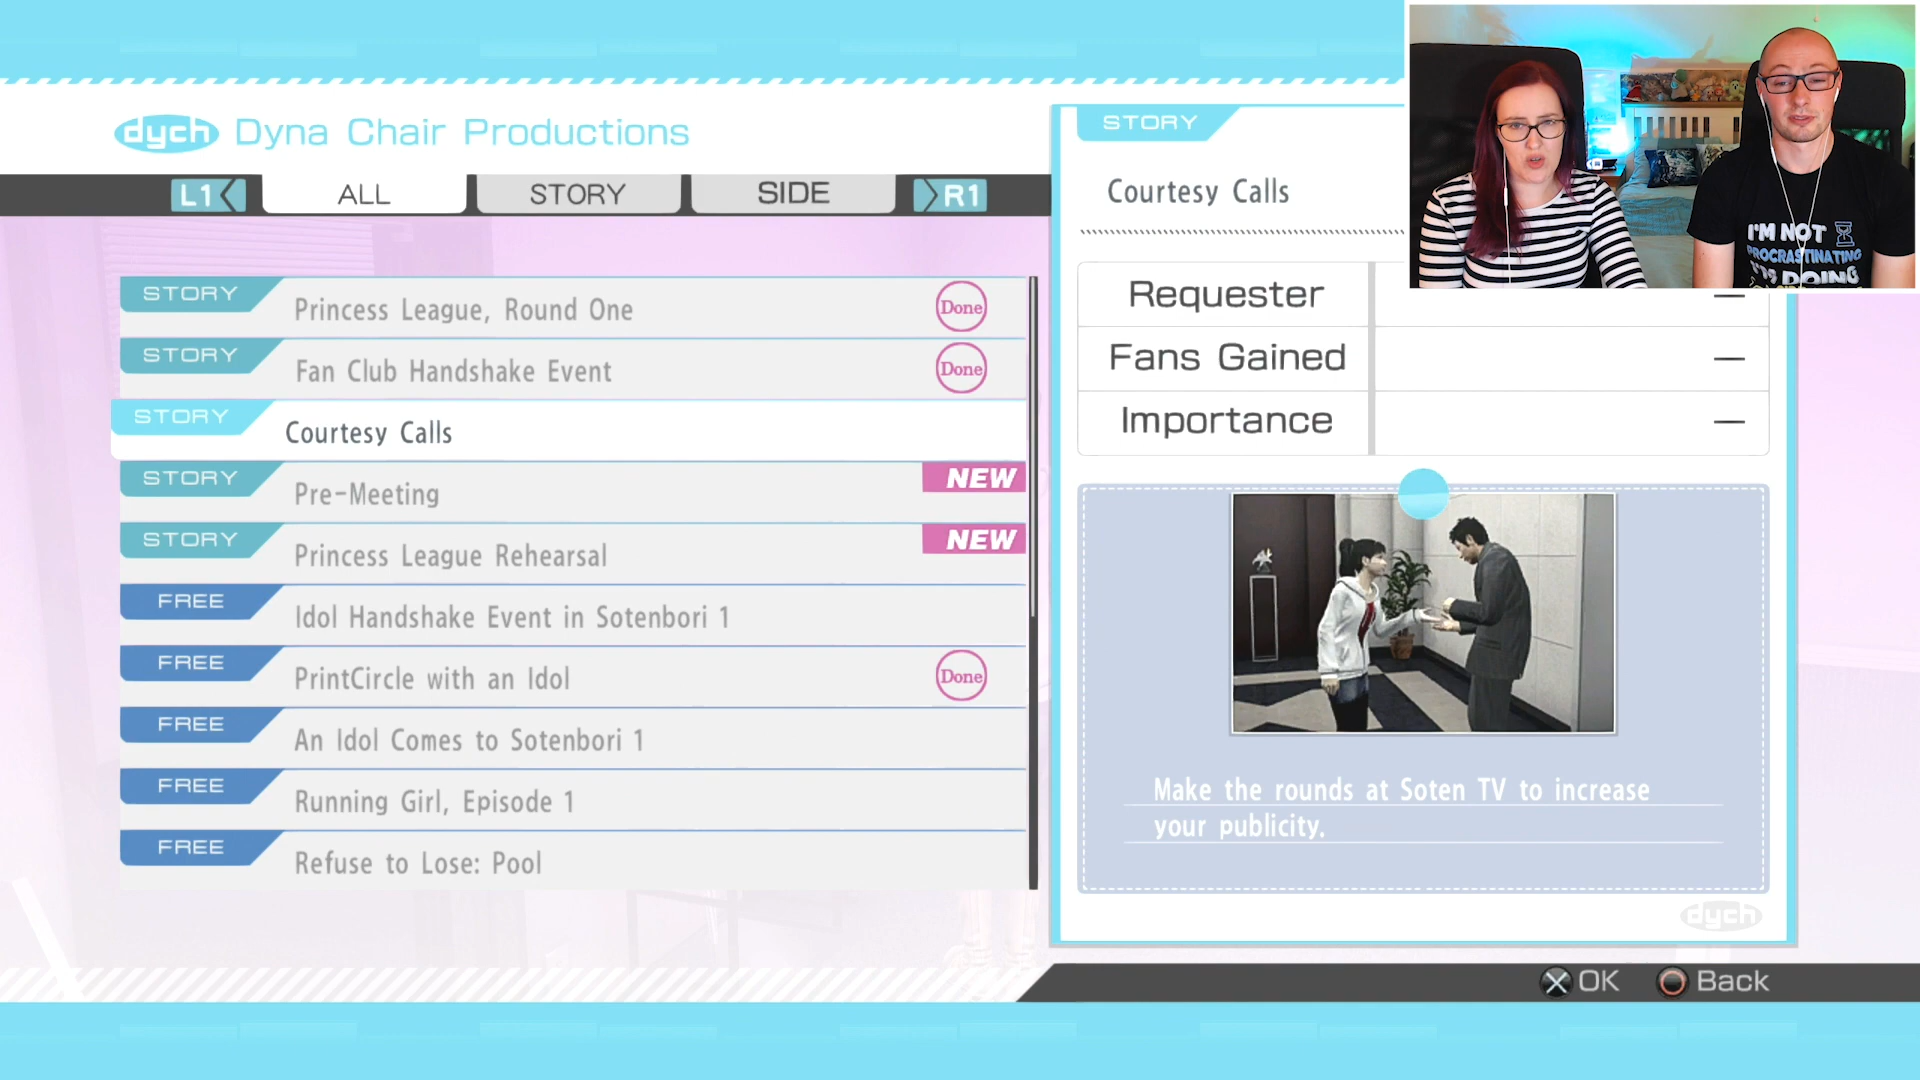 dych Dyna Chair Productions
L1 ALL STORY SIDE R1
STORY Princess League, Round One Done
STORY Fan Club Handshake Event Done
STORY Courtesy Calls
STORY Pre-Meeting NEW
STORY Princess League Rehearsal NEW
FREE Idol Handshake Event in Sotenbori 1
FREE PrintCircle with an Idol Done
FREE An Idol Comes to Sotenbori 1
FREE Running Girl, Episode 1
FREE Refuse to Lose: Pool
STORY
Courtesy Calls
Requester —
Fans Gained —
Importance —
Make the rounds at Soten TV to increase
your publicity.
dych
OK Back
I'M NOT
PROCRASTINATING
DOING